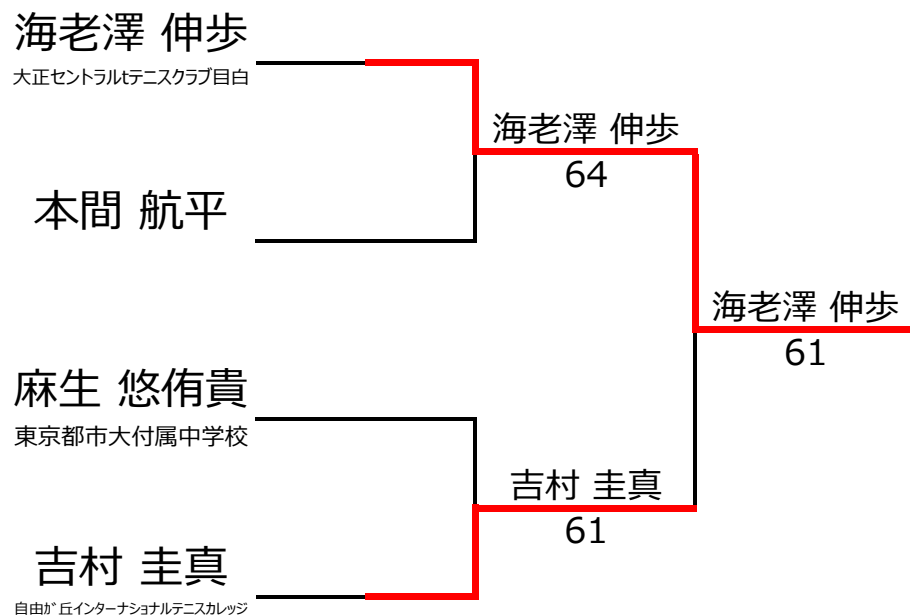 海老澤 伸歩
大正セントラルtテニスクラブ目白
海老澤 伸歩
64
本間 航平
海老澤 伸歩
61
麻生 悠侑貴
東京都市大付属中学校
吉村 圭真
61
吉村 圭真
自由ｶﾞ丘インターナショナルテニスカレッジ